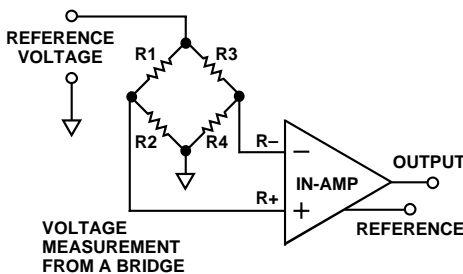 REFERENCE
VOLTAGE
R1
R3
R2
R4
R–
–
IN-AMP
OUTPUT
R+
+
REFERENCE
VOLTAGE
MEASUREMENT
FROM A BRIDGE